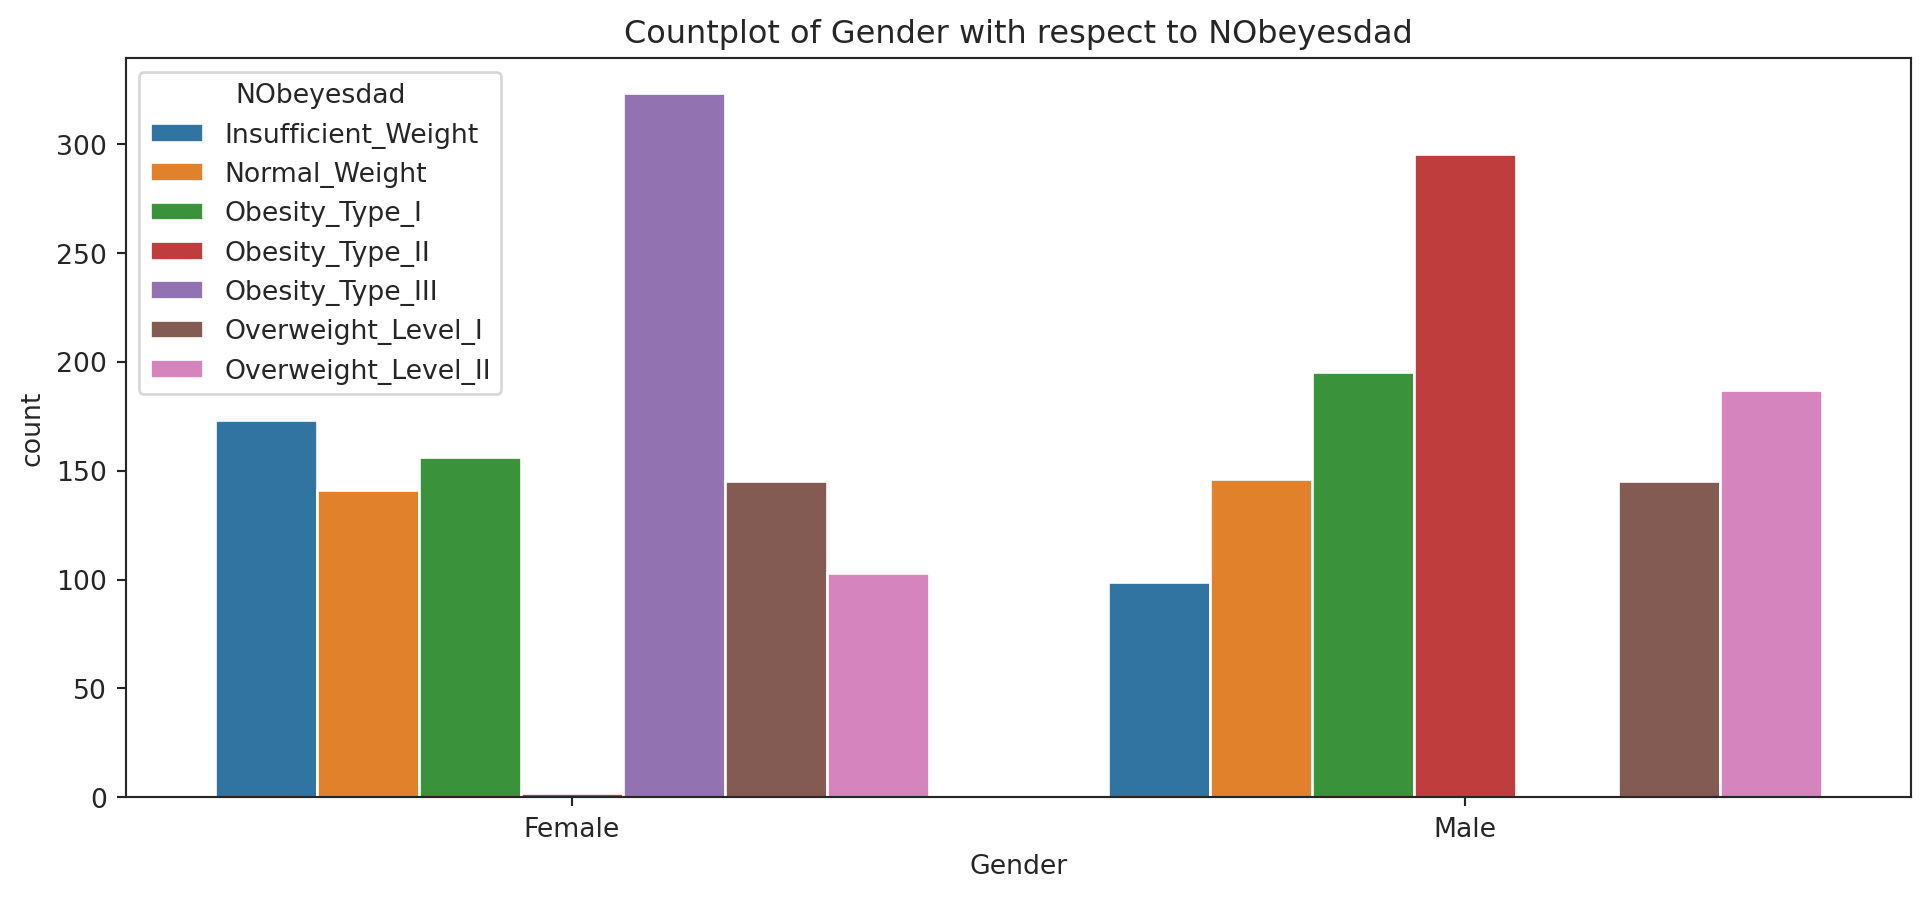 Countplot of Gender with respect to NObeyesdad
NObeyesdad
Insufficient_Weight
Normal_Weight
Obesity_Type_I
Obesity_Type_II
Obesity_Type_III
Overweight_Level_I
Overweight_Level_II
count
300
250
200
150
100
50
0
Female
Male
Gender